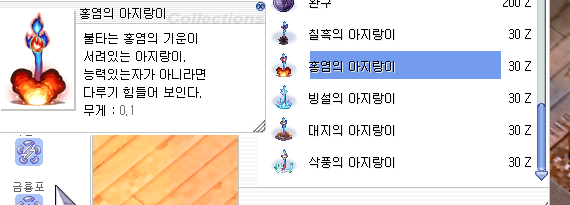 홍염의 아지랑이
Collections
불타는 홍염의 기운이
서려있는 아지랑이.
능력있는자가 아니라면
다루기 힘들어 보인다.
무게 : 0.1
금룡포
완구 200 Z
칠흑의 아지랑이 30 Z
홍염의 아지랑이 30 Z
빙설의 아지랑이 30 Z
대지의 아지랑이 30 Z
삭풍의 아지랑이 30 Z